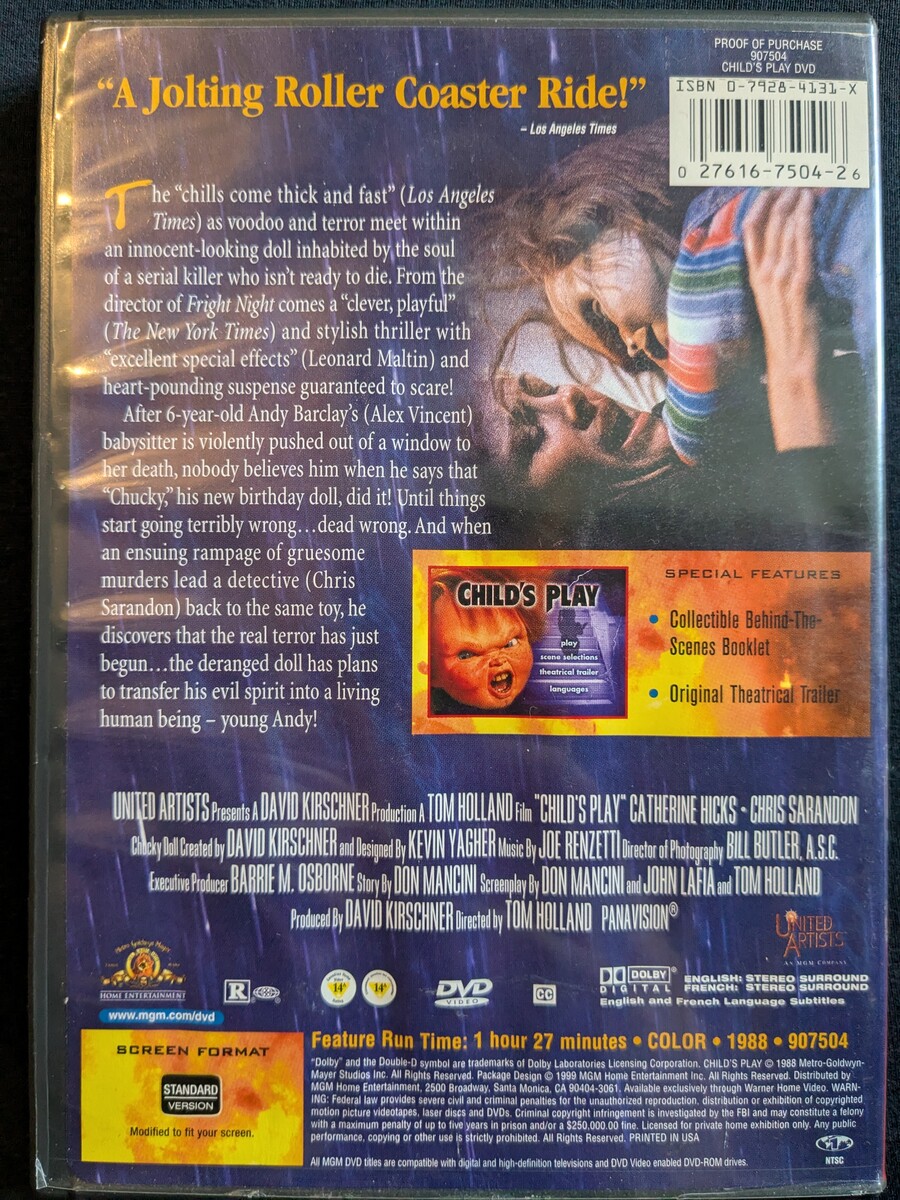 "A Jolting Roller Coaster Ride!"
– Los Angeles Times
PROOF OF PURCHASE
907504
CHILD'S PLAY DVD
ISBN 0-7928-4131-X
0 27616-7504-2 6
The "chills come thick and fast" (Los Angeles
Times) as voodoo and terror meet within
an innocent-looking doll inhabited by the soul
of a serial killer who isn't ready to die. From the
director of Fright Night comes a "clever, playful"
(The New York Times) and stylish thriller with
"excellent special effects" (Leonard Maltin) and
heart-pounding suspense guaranteed to scare!
After 6-year-old Andy Barclay's (Alex Vincent)
babysitter is violently pushed out of a window to
her death, nobody believes him when he says that
"Chucky," his new birthday doll, did it! Until things
start going terribly wrong...dead wrong. And when
an ensuing rampage of gruesome
murders lead a detective (Chris
Sarandon) back to the same toy, he
discovers that the real terror has just
begun...the deranged doll has plans
to transfer his evil spirit into a living
human being – young Andy!
CHILD'S PLAY
play
scene selections
theatrical trailer
languages
SPECIAL FEATURES
• Collectible Behind-The-
Scenes Booklet
• Original Theatrical Trailer
UNITED ARTISTS Presents A DAVID KIRSCHNER Production A TOM HOLLAND Film "CHILD'S PLAY" CATHERINE HICKS • CHRIS SARANDON
Chucky Doll Created by DAVID KIRSCHNER and Designed By KEVIN YAGHER Music By JOE RENZETTI Director of Photography BILL BUTLER, A.S.C.
Executive Producer BARRIE M. OSBORNE Story By DON MANCINI Screenplay By DON MANCINI and JOHN LAFIA and TOM HOLLAND
Produced By DAVID KIRSCHNER Directed by TOM HOLLAND PANAVISION®
UNITED
ARTISTS
AN MGM COMPANY
HOME ENTERTAINMENT
www.mgm.com/dvd
R
14
14
DVD
VIDEO
CC
DOLBY
DIGITAL
ENGLISH: STEREO SURROUND
FRENCH: STEREO SURROUND
English and French Language Subtitles
SCREEN FORMAT
STANDARD
VERSION
Modified to fit your screen.
Feature Run Time: 1 hour 27 minutes • COLOR • 1988 • 907504
"Dolby" and the Double-D symbol are trademarks of Dolby Laboratories Licensing Corporation. CHILD'S PLAY © 1988 Metro-Goldwyn-
Mayer Studios Inc. All Rights Reserved. Package Design © 1999 MGM Home Entertainment Inc. All Rights Reserved. Distributed by
MGM Home Entertainment, 2500 Broadway, Santa Monica, CA 90404-3061. Available exclusively through Warner Home Video. WARN-
ING: Federal law provides severe civil and criminal penalties for the unauthorized reproduction, distribution or exhibition of copyrighted
motion picture videotapes, laser discs and DVDs. Criminal copyright infringement is investigated by the FBI and may constitute a felony
with a maximum penalty of up to five years in prison and/or a $250,000.00 fine. Licensed for private home exhibition only. Any public
performance, copying or other use is strictly prohibited. All Rights Reserved. PRINTED IN USA
All MGM DVD titles are compatible with digital and high-definition televisions and DVD Video enabled DVD-ROM drives.
1
NTSC